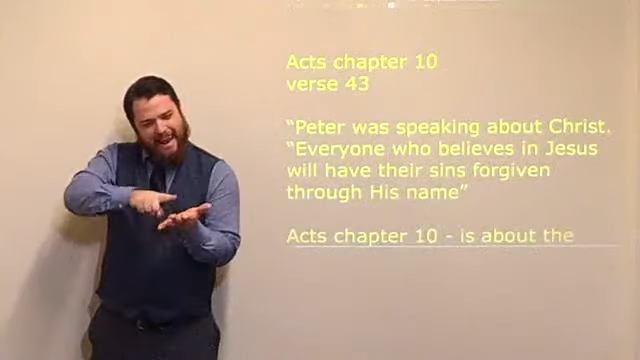 Acts chapter 10
verse 43
“Peter was speaking about Christ.
“Everyone who believes in Jesus
will have their sins forgiven
through His name”
Acts chapter 10 - is about the